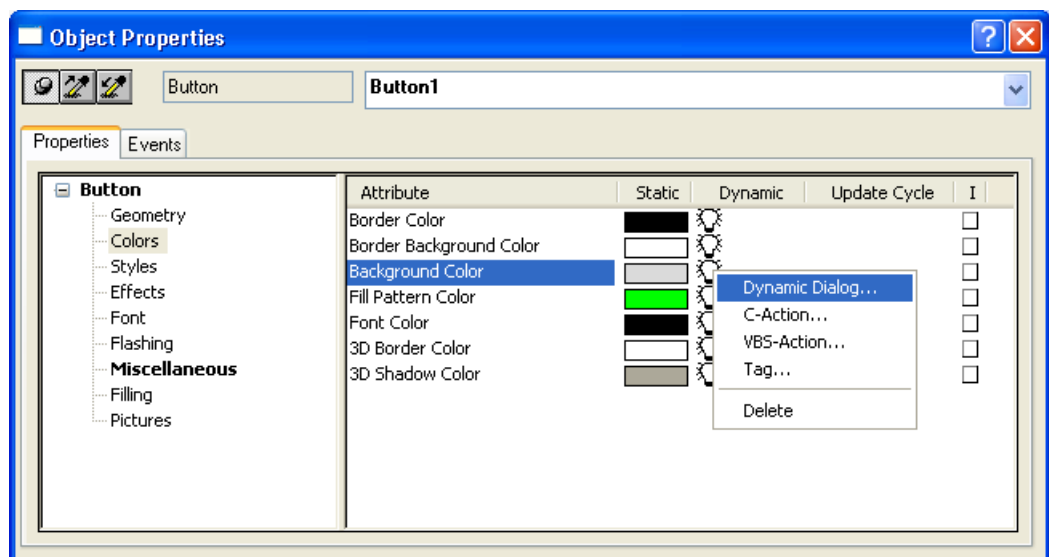 Object Properties
Button Button1
Properties Events
Button
Geometry
Colors
Styles
Effects
Font
Flashing
Miscellaneous
Filling
Pictures
Attribute Static Dynamic Update Cycle I
Border Color
Border Background Color
Background Color
Fill Pattern Color
Font Color
3D Border Color
3D Shadow Color
Dynamic Dialog...
C-Action...
VBS-Action...
Tag...
Delete